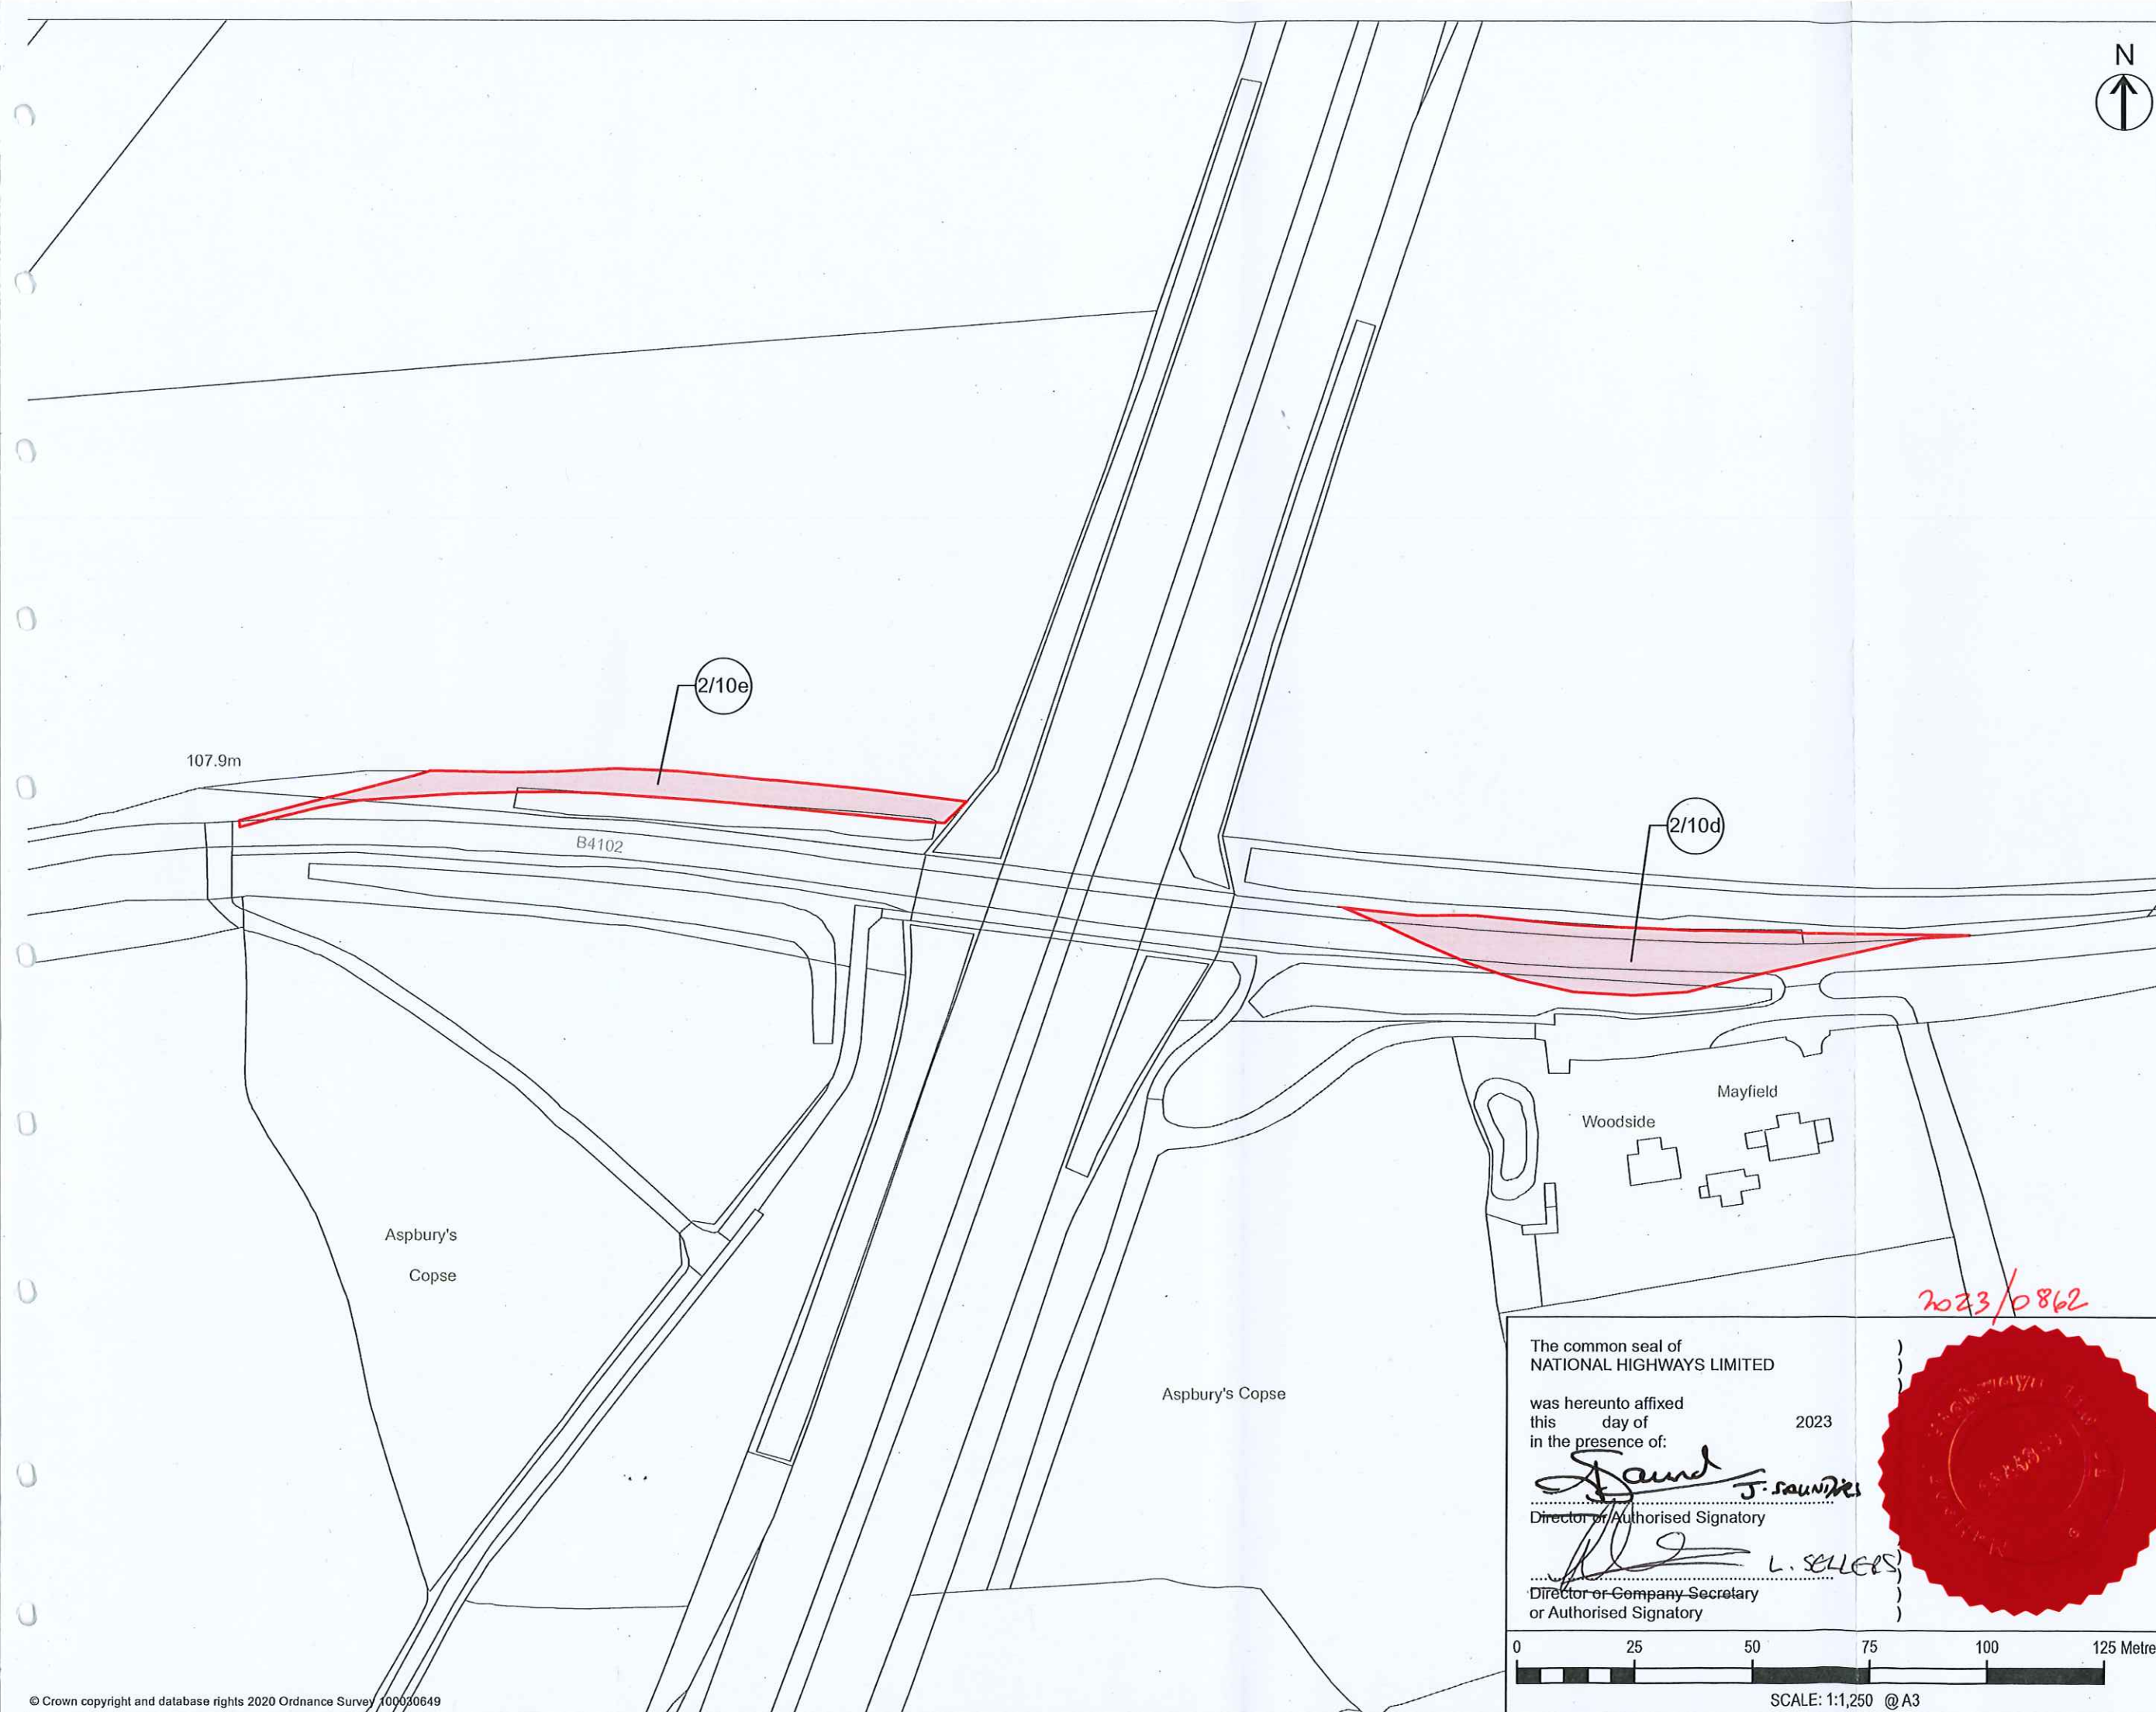 N
2/10e
107.9m
B4102
2/10d
Mayfield
Woodside
Aspbury's
Copse
Aspbury's Copse
2023/0862
The common seal of
NATIONAL HIGHWAYS LIMITED
was hereunto affixed
this day of 2023
in the presence of:
J. SAUNDERS
Director or Authorised Signatory
L. SELLERS
Director or Company Secretary
or Authorised Signatory
0 25 50 75 100 125 Metre
SCALE: 1:1,250 @ A3
© Crown copyright and database rights 2020 Ordnance Survey 100030649